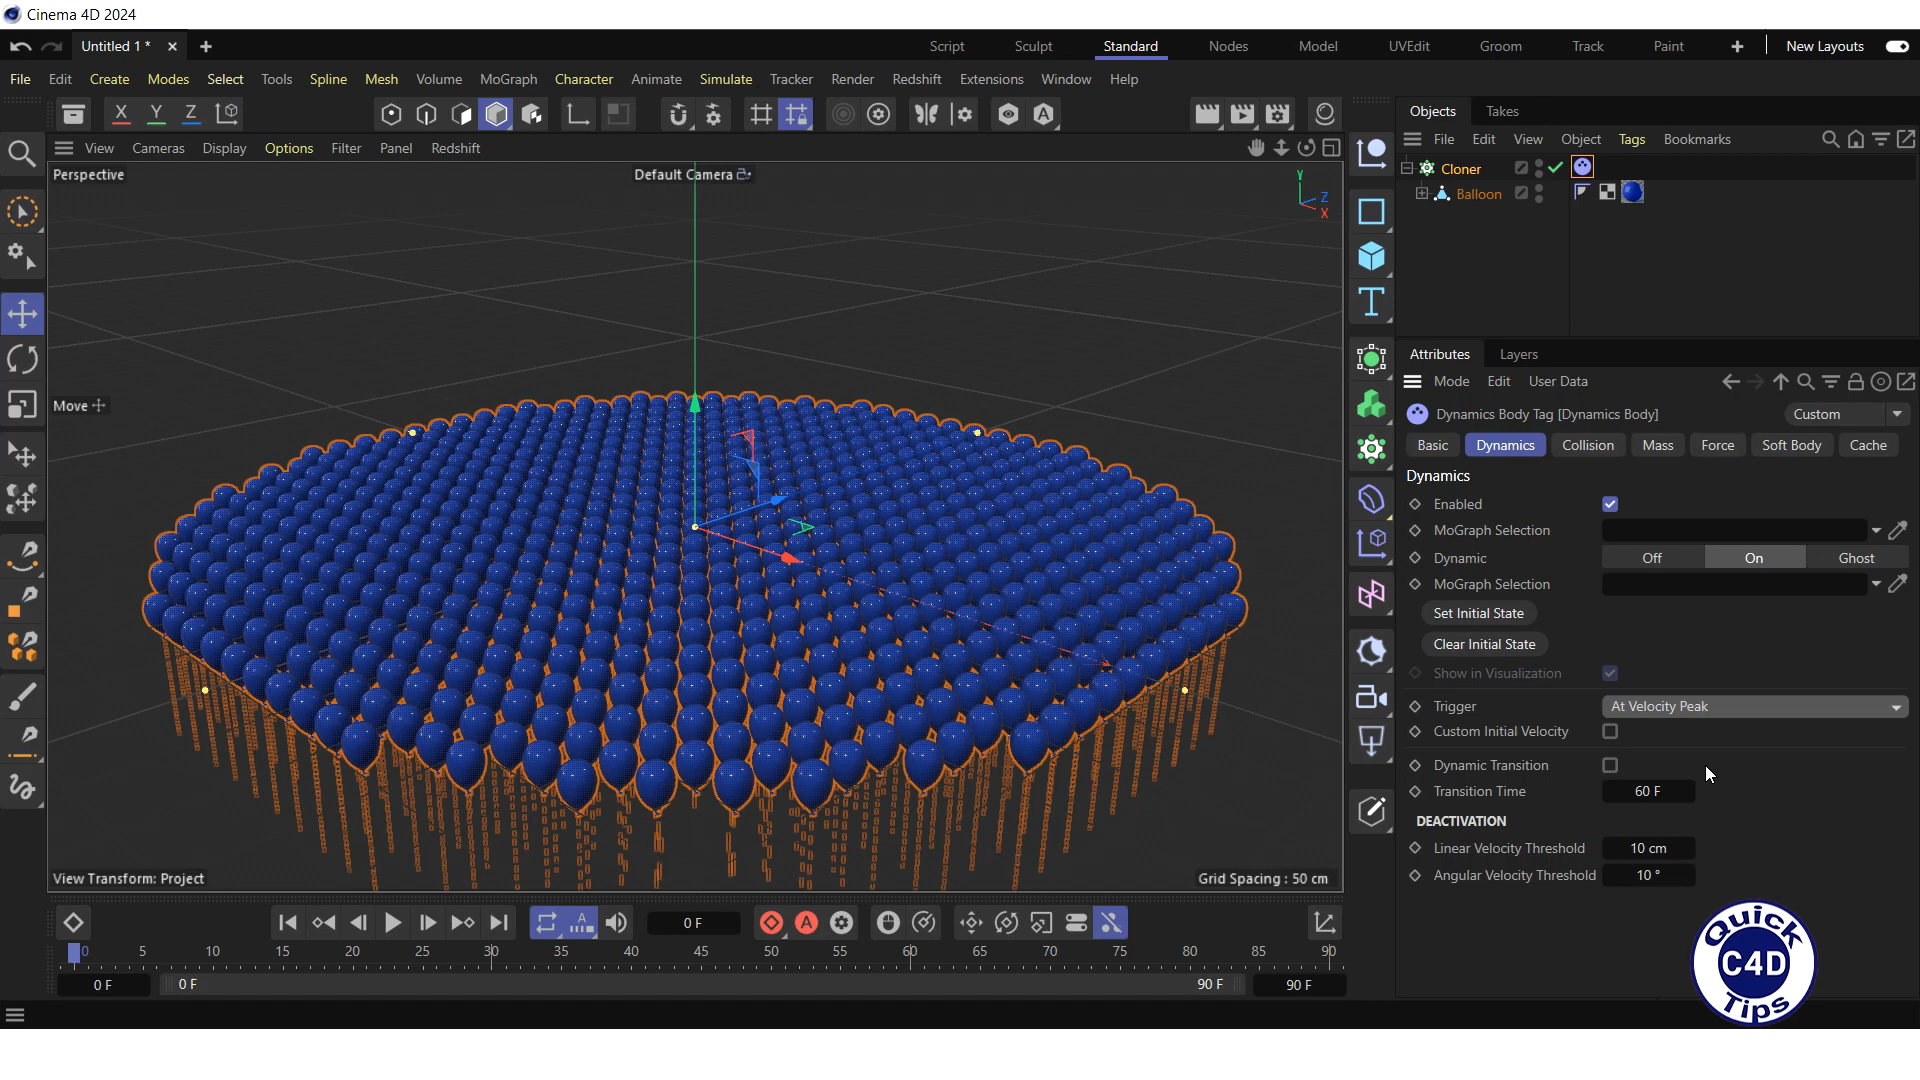 Cinema 4D 2024
Untitled 1 * × +
Script Sculpt Standard Nodes Model UVEdit Groom Track Paint + New Layouts
File Edit Create Modes Select Tools Spline Mesh Volume MoGraph Character Animate Simulate Tracker Render Redshift Extensions Window Help
X Y Z
Objects Takes
File Edit View Object Tags Bookmarks
View Cameras Display Options Filter Panel Redshift
Perspective
Default Camera
Y
Z
X
Cloner
Balloon
Move
Attributes Layers
Mode Edit User Data
Dynamics Body Tag [Dynamics Body] Custom
Basic Dynamics Collision Mass Force Soft Body Cache
Dynamics
Enabled
MoGraph Selection
Dynamic Off On Ghost
MoGraph Selection
Set Initial State
Clear Initial State
Show in Visualization
Trigger At Velocity Peak
Custom Initial Velocity
Dynamic Transition
Transition Time 60 F
DEACTIVATION
Linear Velocity Threshold 10 cm
Angular Velocity Threshold 10 °
View Transform: Project
Grid Spacing : 50 cm
0 F
0 5 10 15 20 25 30 35 40 45 50 55 60 65 70 75 80 85 90
0 F 0 F 90 F 90 F
Quick
C4D
Tips